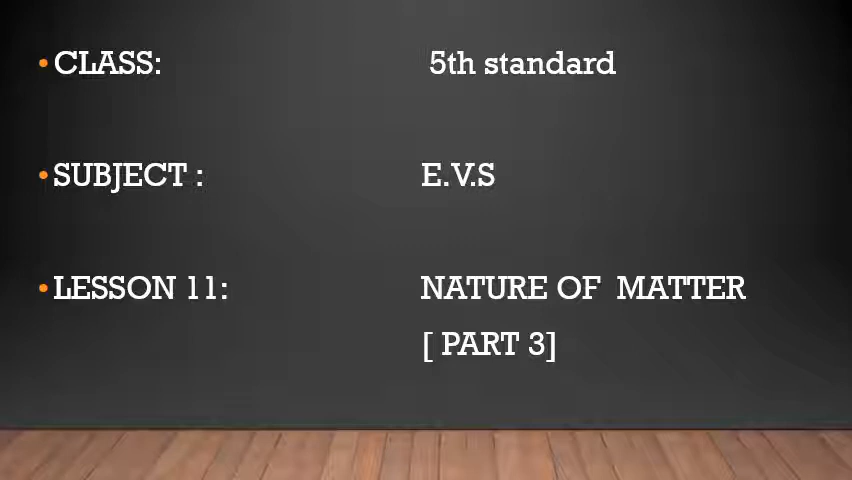 • CLASS: 5th standard
• SUBJECT : E.V.S
• LESSON 11: NATURE OF MATTER
[ PART 3]